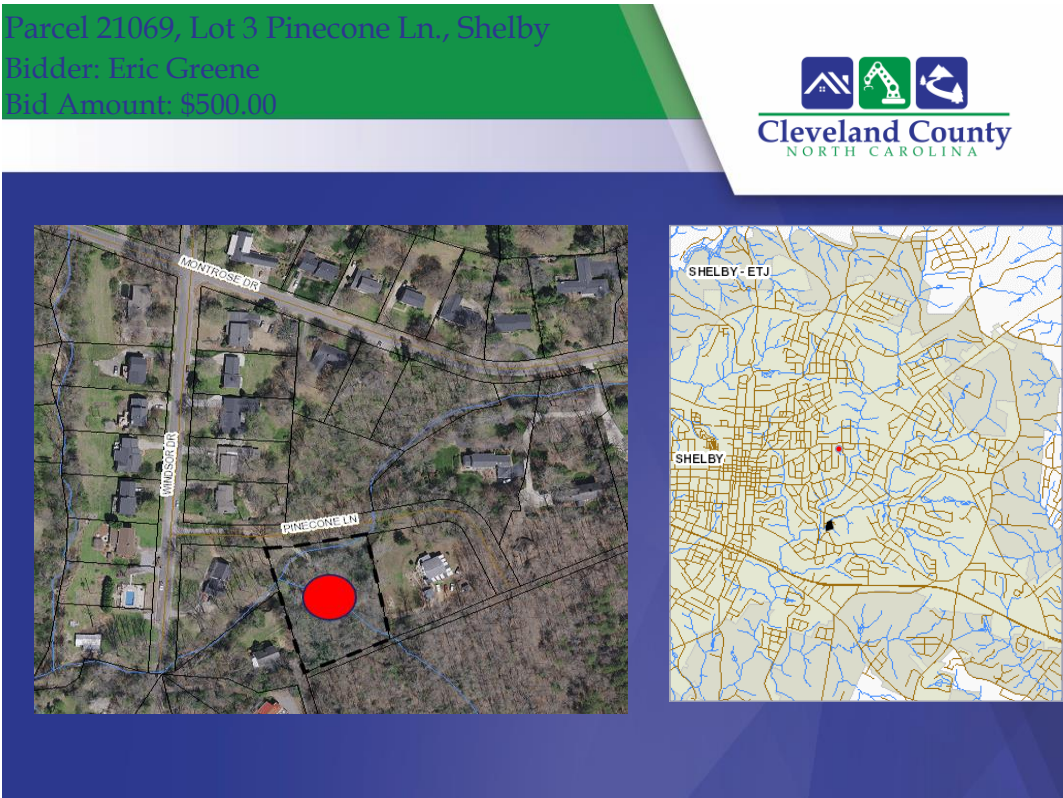 Parcel 21069, Lot 3 Pinecone Ln., Shelby
Bidder: Eric Greene
Bid Amount: $500.00
Cleveland County
NORTH CAROLINA
MONTROSE DR
WINDSOR DR
PINECONE LN
SHELBY - ETJ
SHELBY